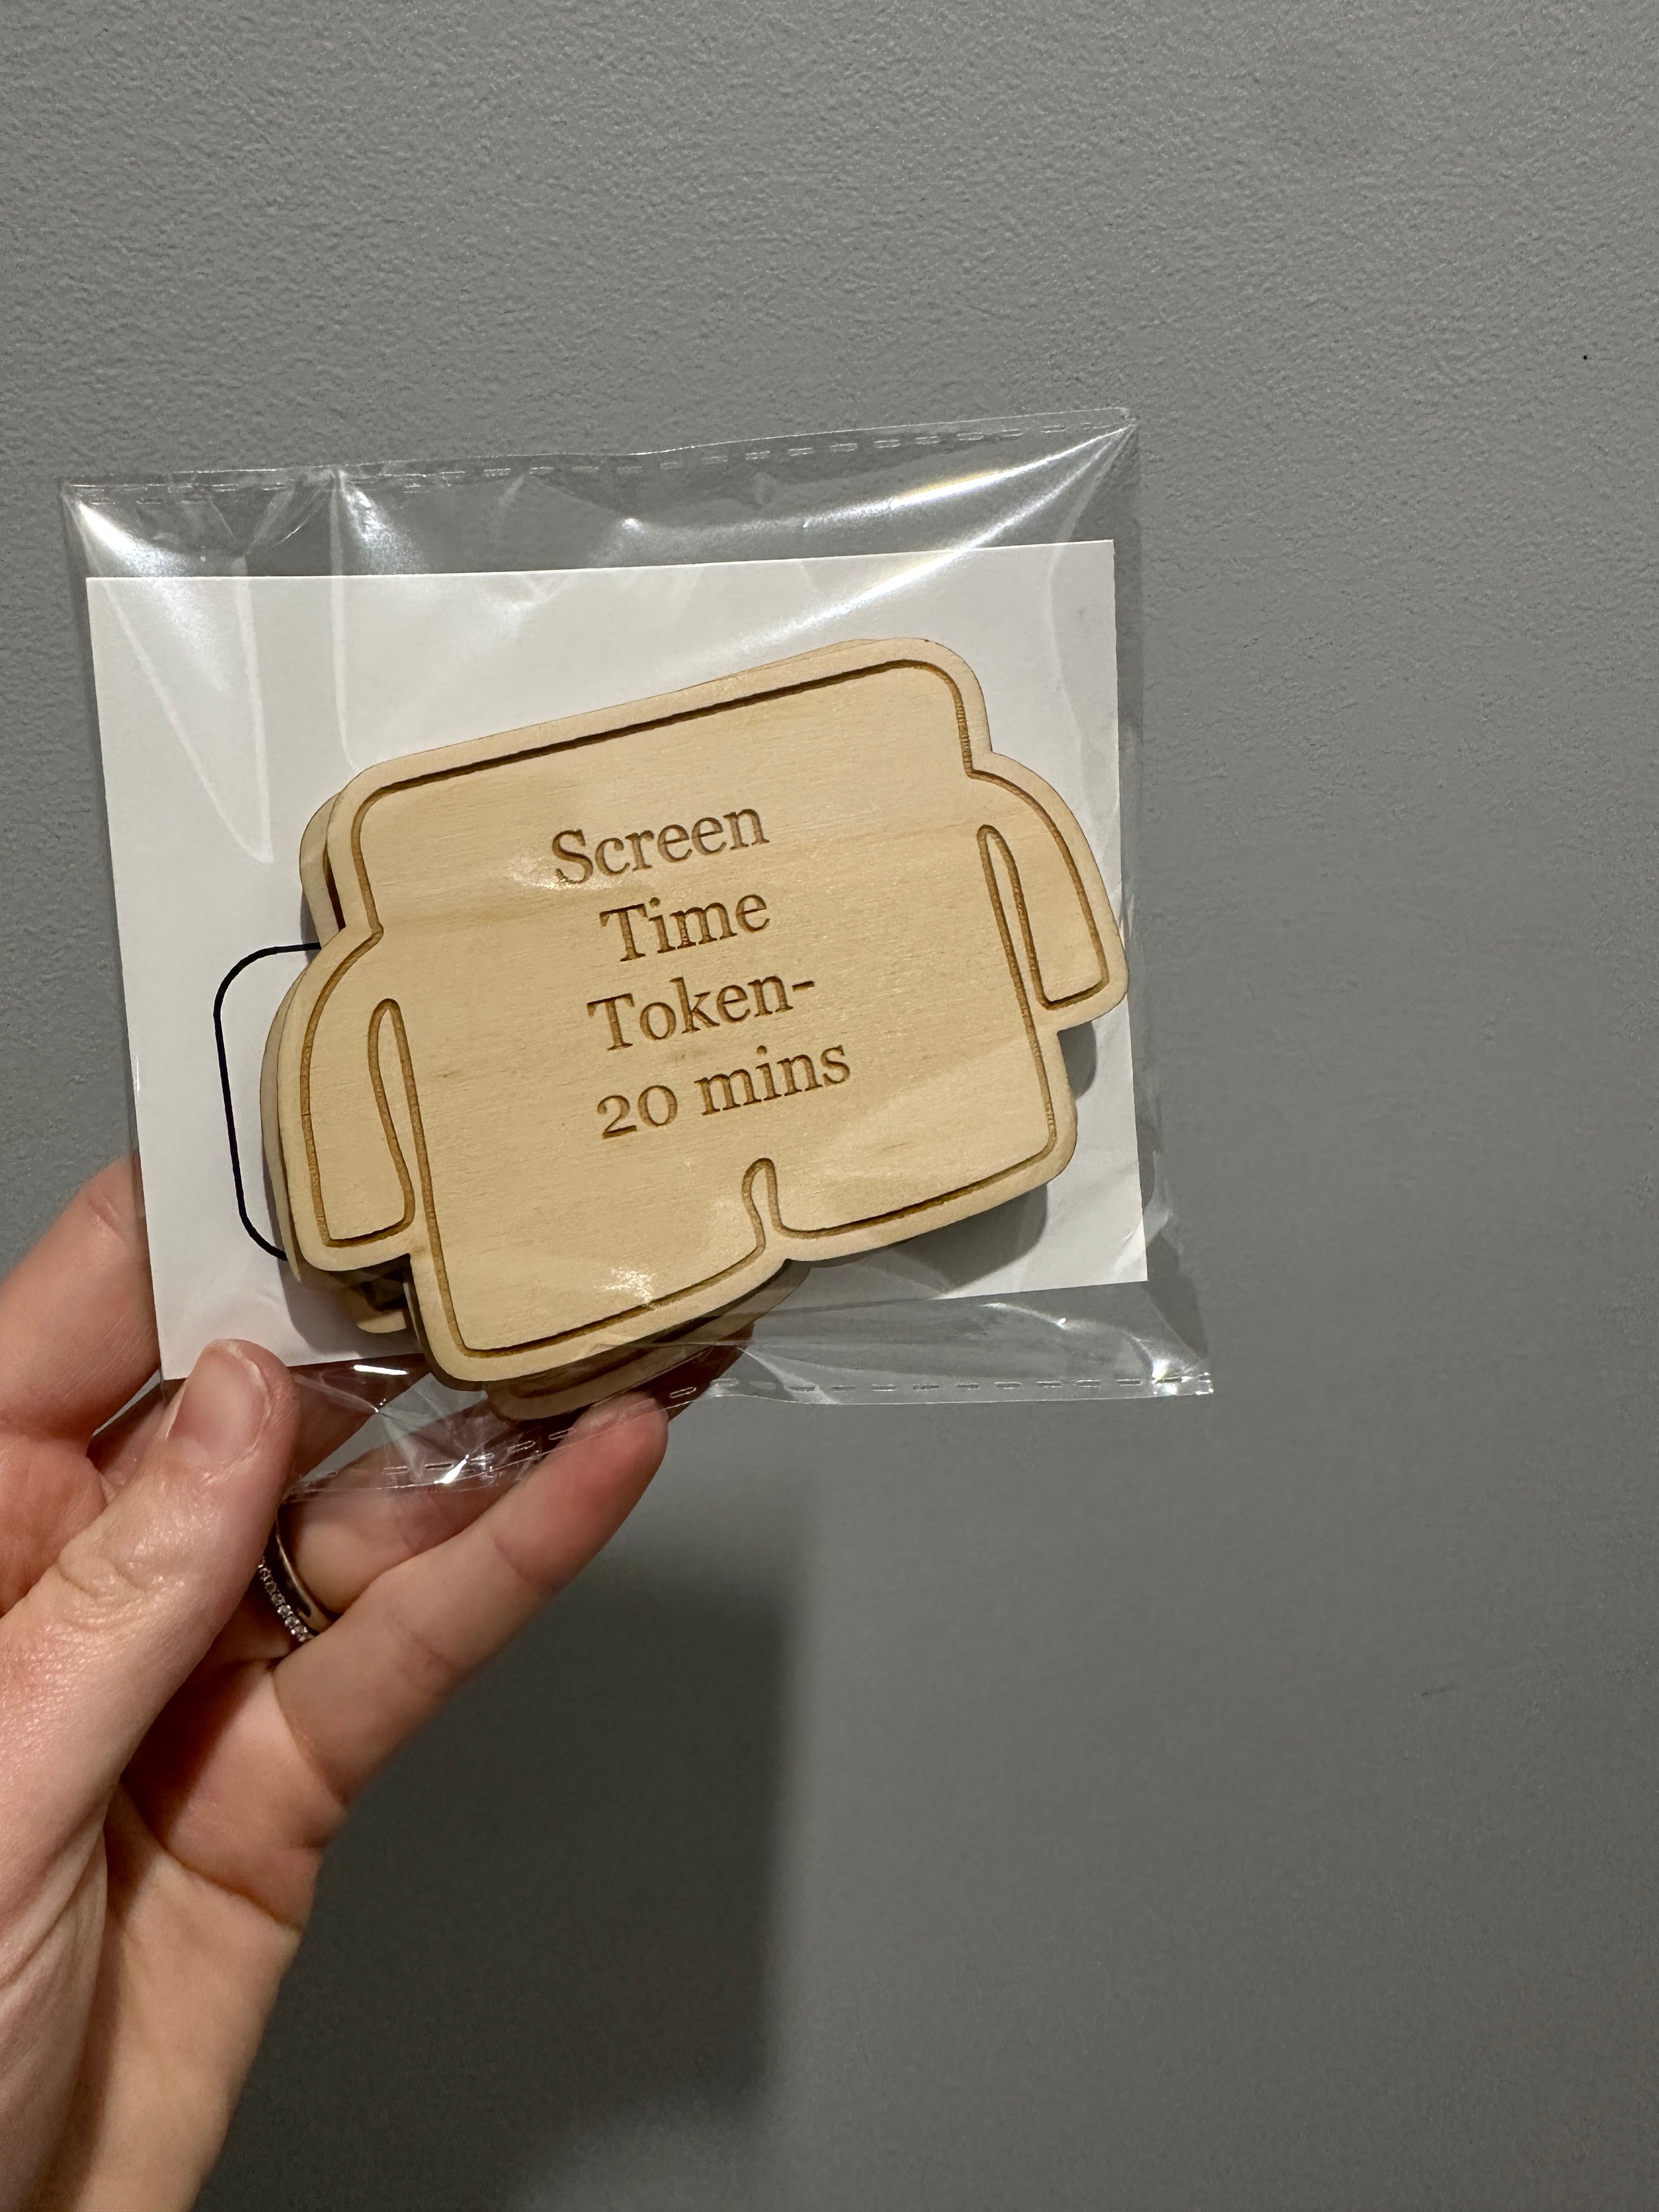 Screen
Time
Token-
20 mins